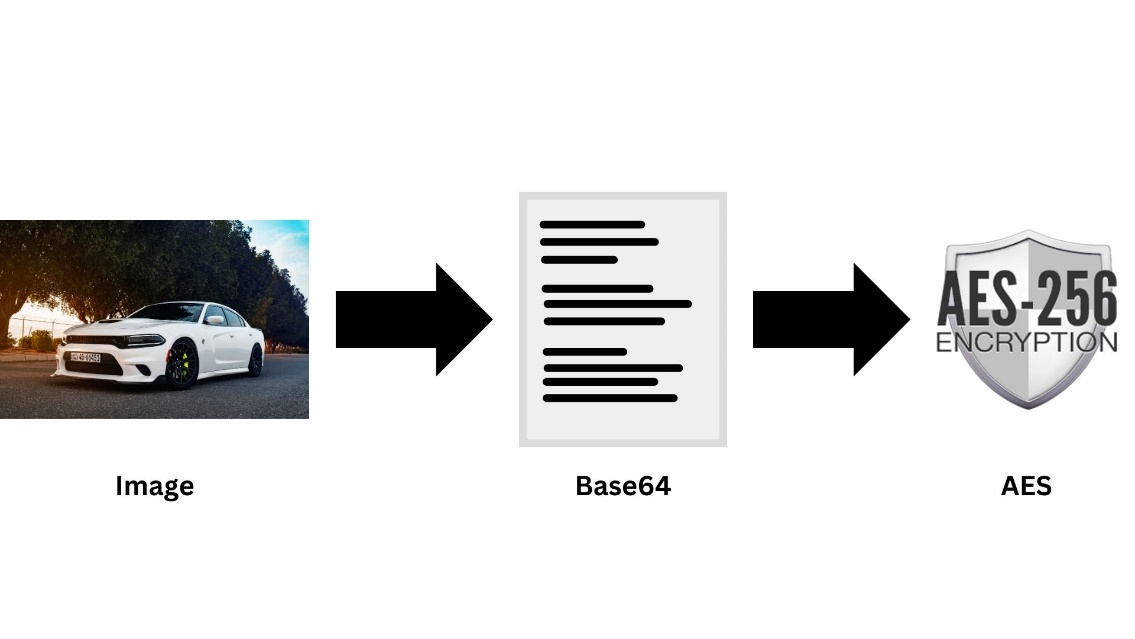 AES-256
ENCRYPTION
Image
Base64
AES